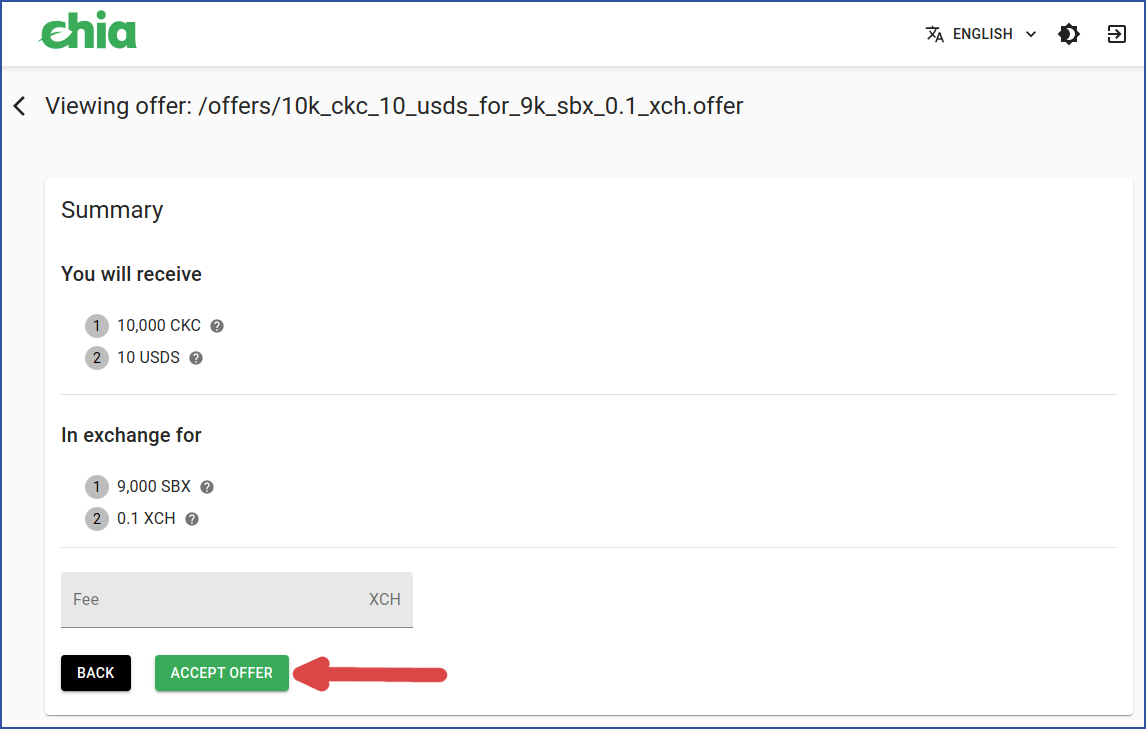 chia
ENGLISH
Viewing offer: /offers/10k_ckc_10_usds_for_9k_sbx_0.1_xch.offer
Summary
You will receive
1 10,000 CKC ?
2 10 USDS ?
In exchange for
1 9,000 SBX ?
2 0.1 XCH ?
Fee XCH
BACK ACCEPT OFFER